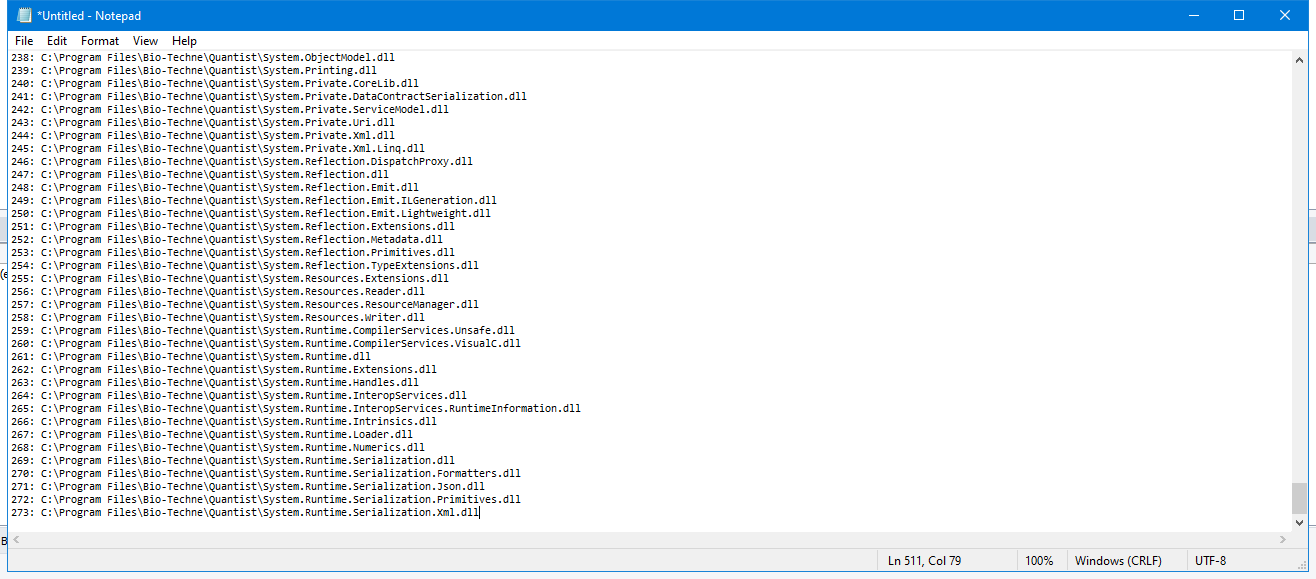 *Untitled - Notepad
File Edit Format View Help
238: C:\Program Files\Bio-Techne\Quantist\System.ObjectModel.dll
239: C:\Program Files\Bio-Techne\Quantist\System.Printing.dll
240: C:\Program Files\Bio-Techne\Quantist\System.Private.CoreLib.dll
241: C:\Program Files\Bio-Techne\Quantist\System.Private.DataContractSerialization.dll
242: C:\Program Files\Bio-Techne\Quantist\System.Private.ServiceModel.dll
243: C:\Program Files\Bio-Techne\Quantist\System.Private.Uri.dll
244: C:\Program Files\Bio-Techne\Quantist\System.Private.Xml.dll
245: C:\Program Files\Bio-Techne\Quantist\System.Private.Xml.Linq.dll
246: C:\Program Files\Bio-Techne\Quantist\System.Reflection.DispatchProxy.dll
247: C:\Program Files\Bio-Techne\Quantist\System.Reflection.dll
248: C:\Program Files\Bio-Techne\Quantist\System.Reflection.Emit.dll
249: C:\Program Files\Bio-Techne\Quantist\System.Reflection.Emit.ILGeneration.dll
250: C:\Program Files\Bio-Techne\Quantist\System.Reflection.Emit.Lightweight.dll
251: C:\Program Files\Bio-Techne\Quantist\System.Reflection.Extensions.dll
252: C:\Program Files\Bio-Techne\Quantist\System.Reflection.Metadata.dll
253: C:\Program Files\Bio-Techne\Quantist\System.Reflection.Primitives.dll
254: C:\Program Files\Bio-Techne\Quantist\System.Reflection.TypeExtensions.dll
255: C:\Program Files\Bio-Techne\Quantist\System.Resources.Extensions.dll
256: C:\Program Files\Bio-Techne\Quantist\System.Resources.Reader.dll
257: C:\Program Files\Bio-Techne\Quantist\System.Resources.ResourceManager.dll
258: C:\Program Files\Bio-Techne\Quantist\System.Resources.Writer.dll
259: C:\Program Files\Bio-Techne\Quantist\System.Runtime.CompilerServices.Unsafe.dll
260: C:\Program Files\Bio-Techne\Quantist\System.Runtime.CompilerServices.VisualC.dll
261: C:\Program Files\Bio-Techne\Quantist\System.Runtime.dll
262: C:\Program Files\Bio-Techne\Quantist\System.Runtime.Extensions.dll
263: C:\Program Files\Bio-Techne\Quantist\System.Runtime.Handles.dll
264: C:\Program Files\Bio-Techne\Quantist\System.Runtime.InteropServices.dll
265: C:\Program Files\Bio-Techne\Quantist\System.Runtime.InteropServices.RuntimeInformation.dll
266: C:\Program Files\Bio-Techne\Quantist\System.Runtime.Intrinsics.dll
267: C:\Program Files\Bio-Techne\Quantist\System.Runtime.Loader.dll
268: C:\Program Files\Bio-Techne\Quantist\System.Runtime.Numerics.dll
269: C:\Program Files\Bio-Techne\Quantist\System.Runtime.Serialization.dll
270: C:\Program Files\Bio-Techne\Quantist\System.Runtime.Serialization.Formatters.dll
271: C:\Program Files\Bio-Techne\Quantist\System.Runtime.Serialization.Json.dll
272: C:\Program Files\Bio-Techne\Quantist\System.Runtime.Serialization.Primitives.dll
273: C:\Program Files\Bio-Techne\Quantist\System.Runtime.Serialization.Xml.dll
Ln 511, Col 79 100% Windows (CRLF) UTF-8